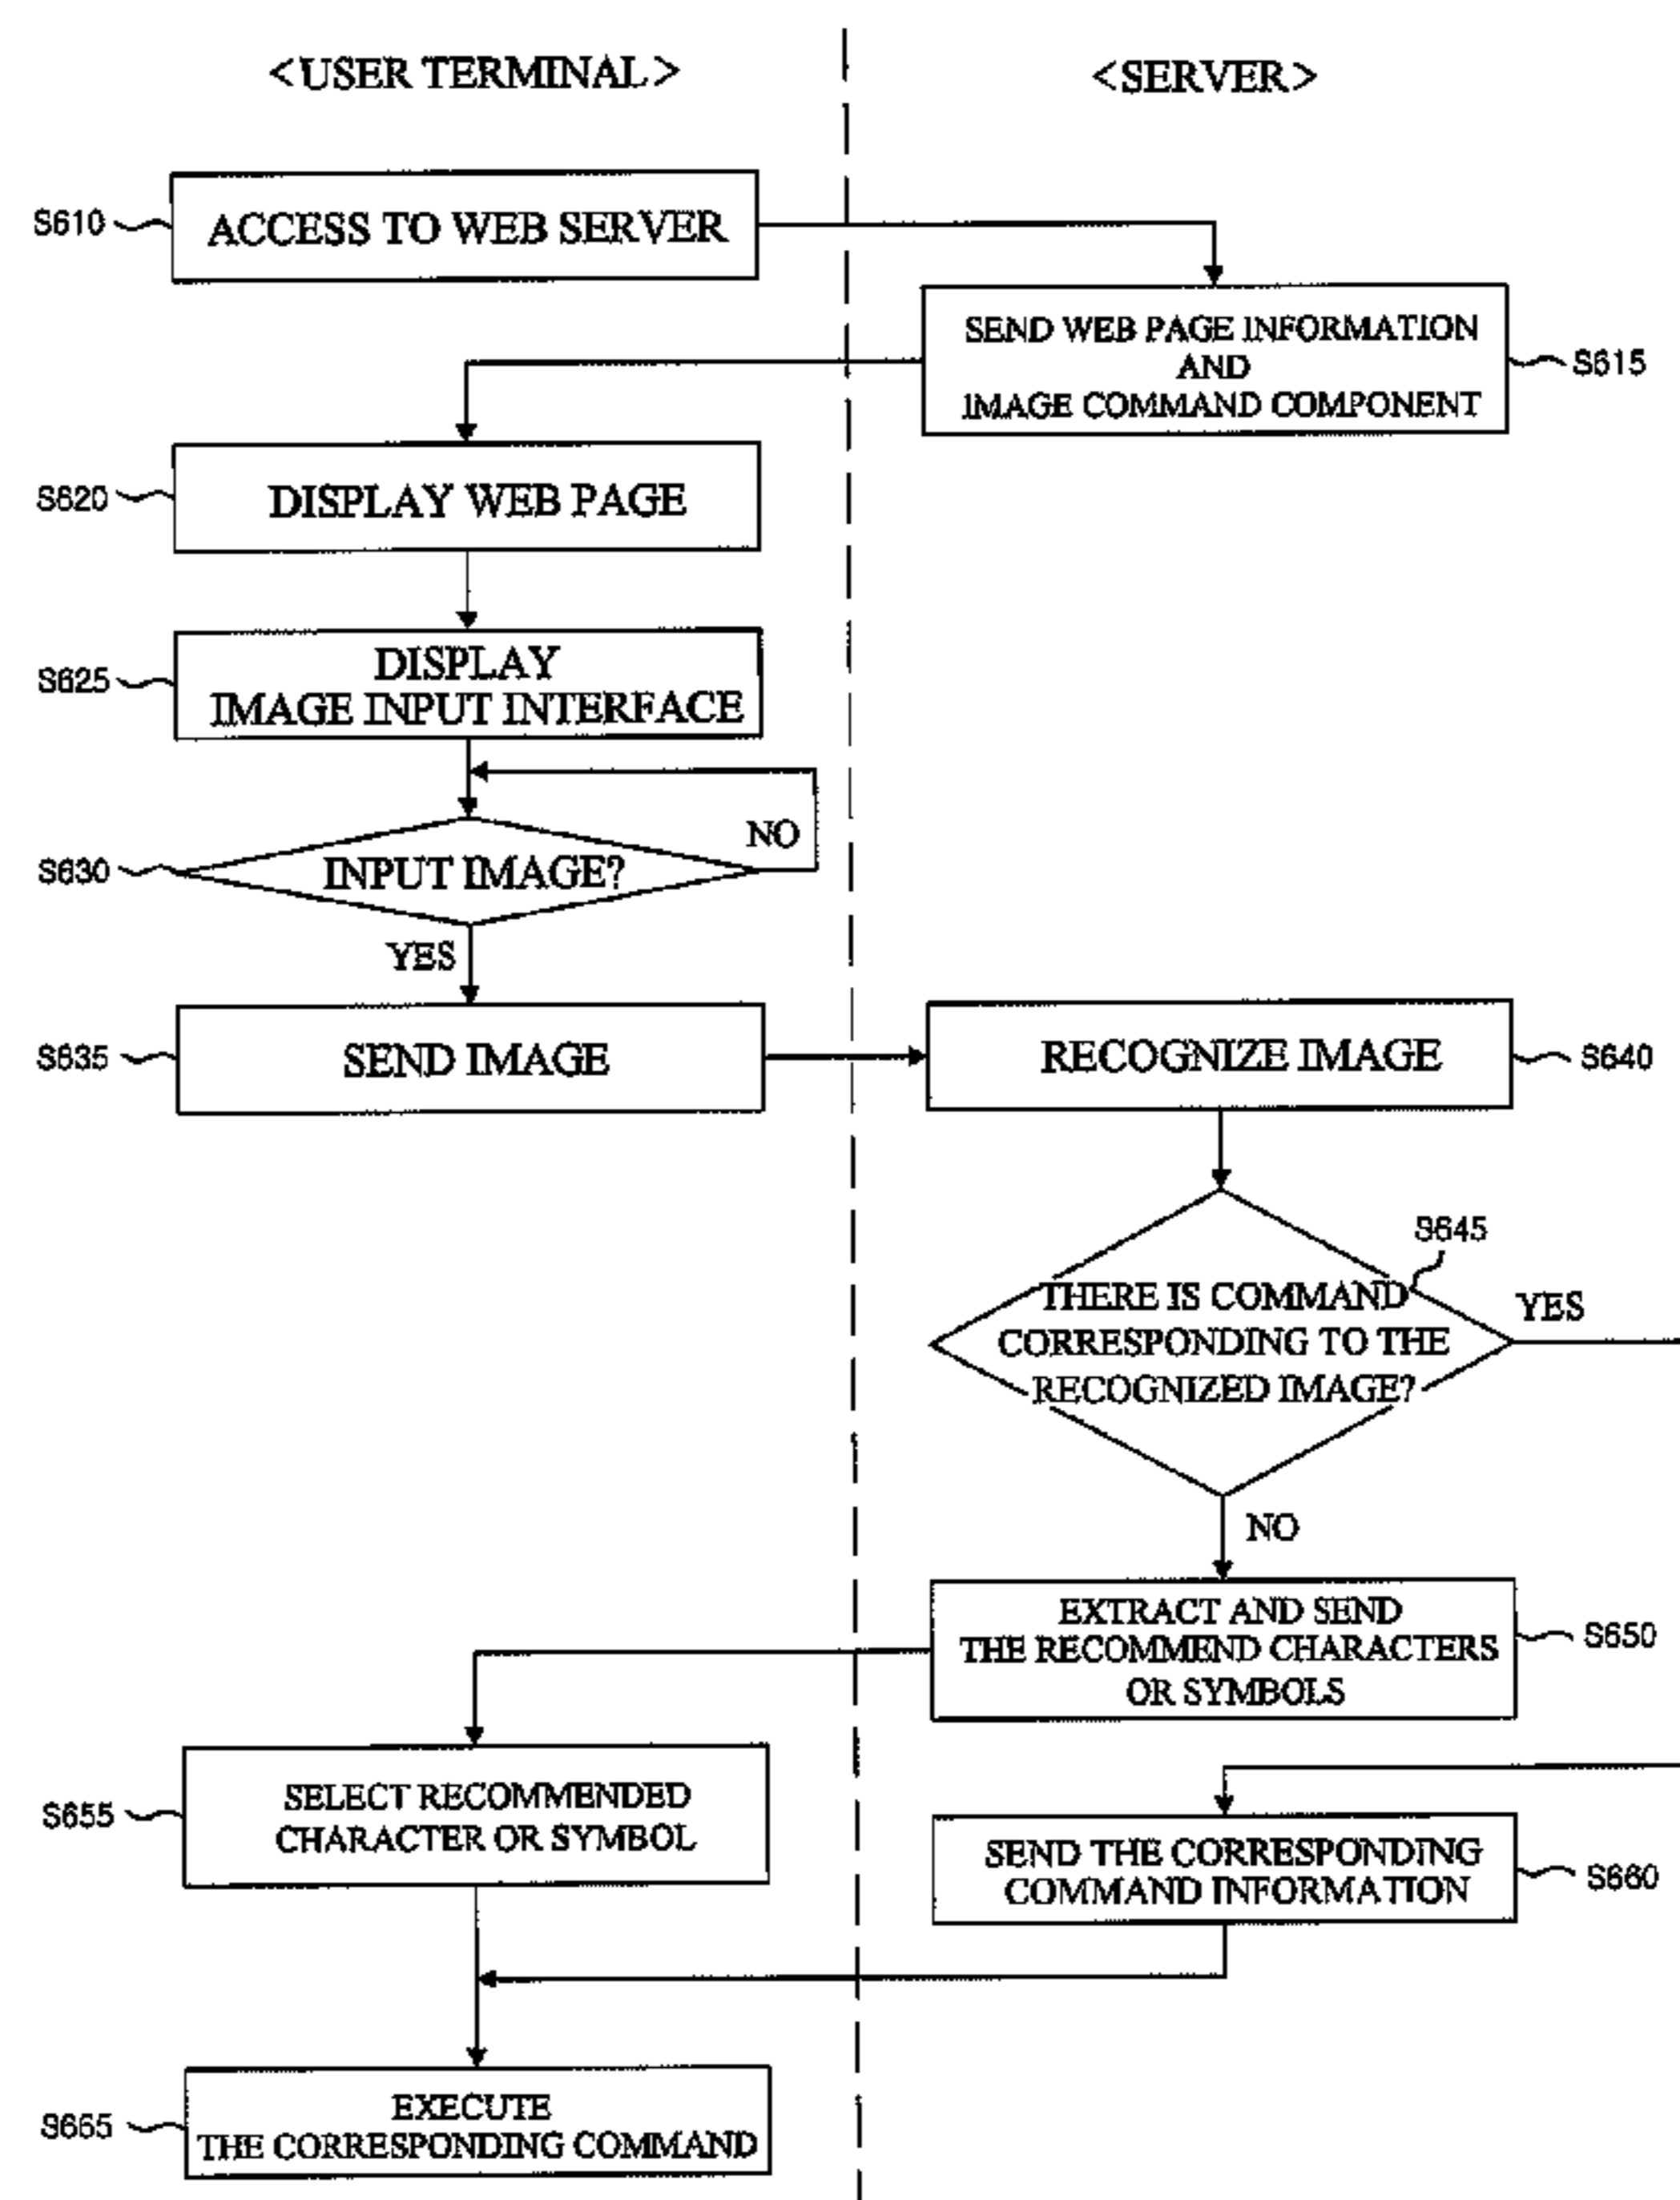 <USER TERMINAL>
<SERVER>
S610
ACCESS TO WEB SERVER
SEND WEB PAGE INFORMATION
AND
IMAGE COMMAND COMPONENT
S615
S620
DISPLAY WEB PAGE
S625
DISPLAY
IMAGE INPUT INTERFACE
NO
S630
INPUT IMAGE?
YES
S635
SEND IMAGE
RECOGNIZE IMAGE
S640
S645
THERE IS COMMAND
CORRESPONDING TO THE
RECOGNIZED IMAGE?
YES
NO
EXTRACT AND SEND
THE RECOMMEND CHARACTERS
OR SYMBOLS
S650
S655
SELECT RECOMMENDED
CHARACTER OR SYMBOL
SEND THE CORRESPONDING
COMMAND INFORMATION
S660
S665
EXECUTE
THE CORRESPONDING COMMAND